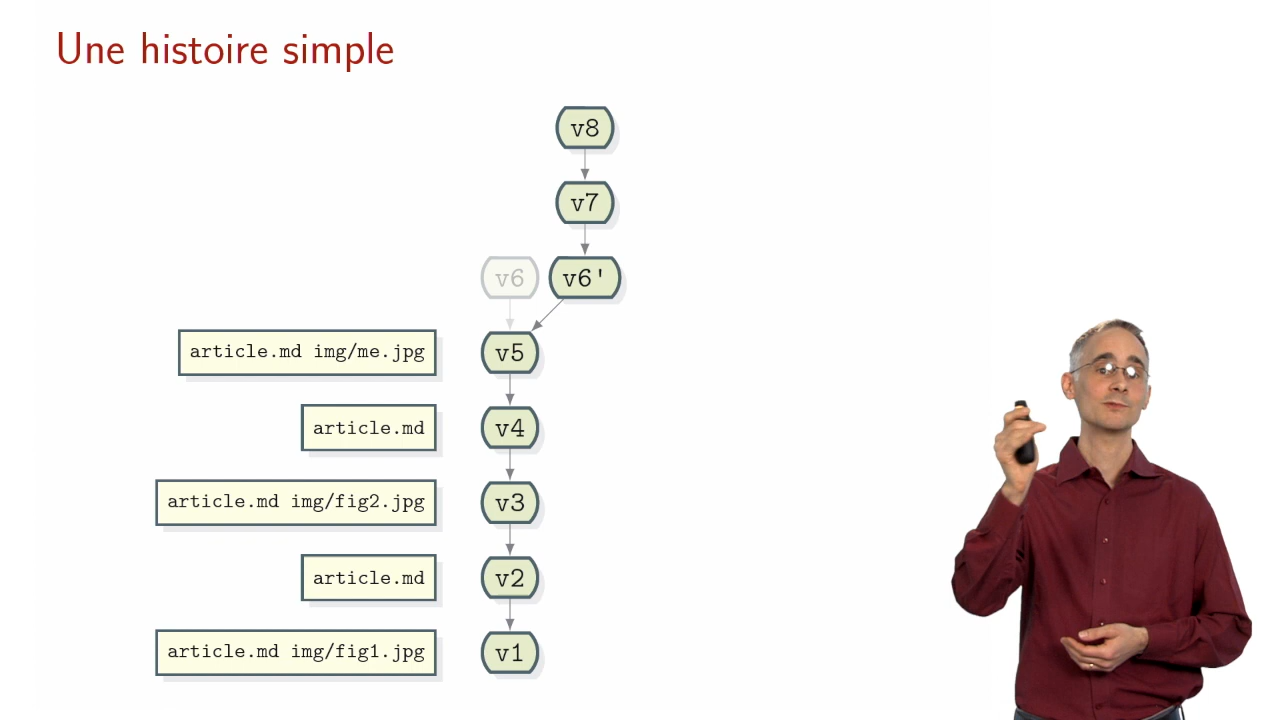 Une histoire simple
v8
v7
v6 v6'
article.md img/me.jpg v5
article.md v4
article.md img/fig2.jpg v3
article.md v2
article.md img/fig1.jpg v1